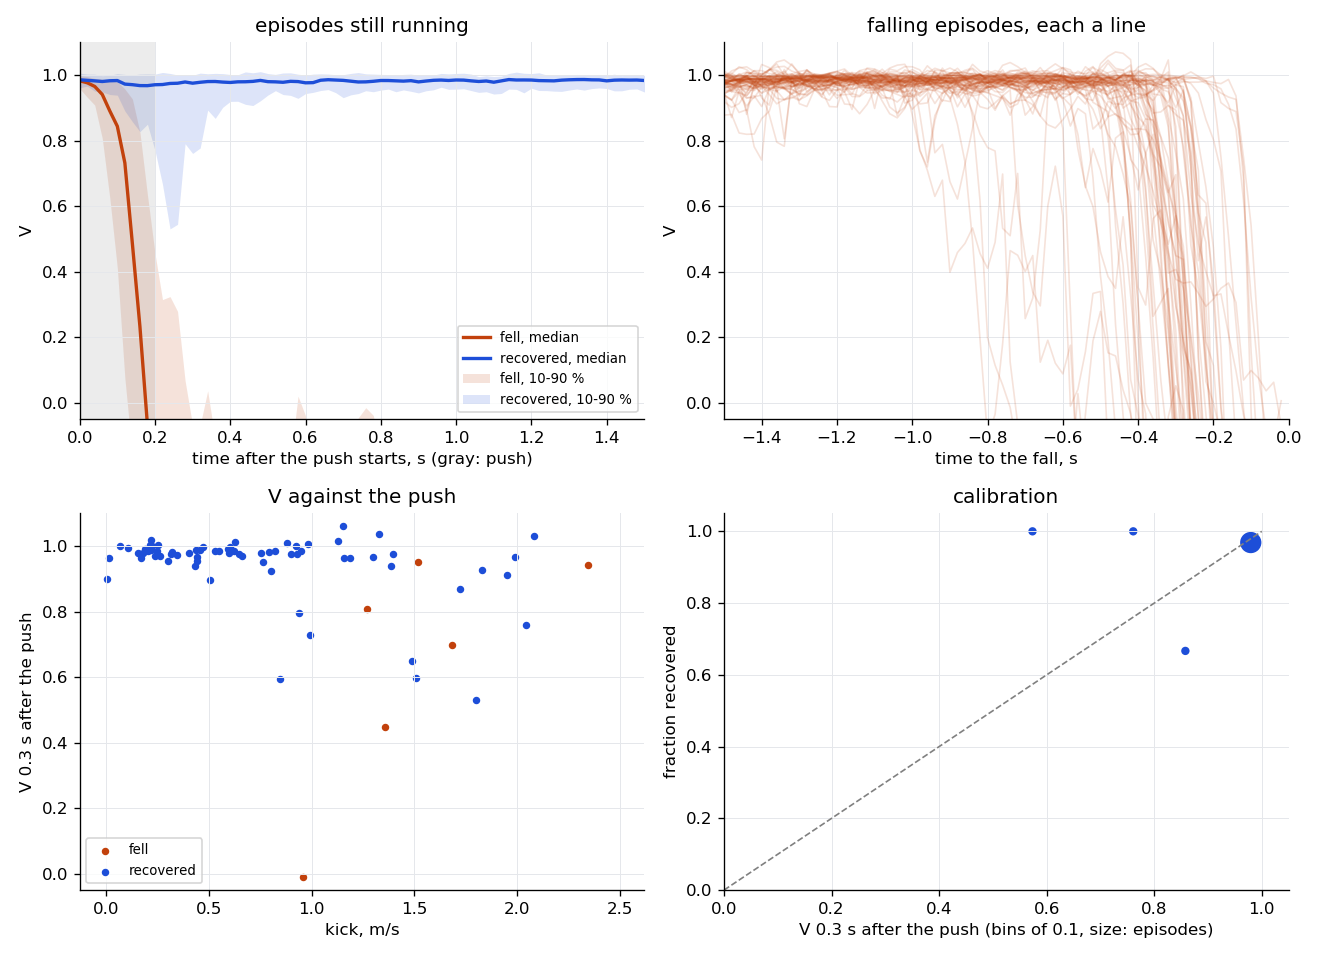 episodes still running
V
1.0
0.8
0.6
0.4
0.2
0.0
0.0 0.2 0.4 0.6 0.8 1.0 1.2 1.4
time after the push starts, s (gray: push)
fell, median
recovered, median
fell, 10-90 %
recovered, 10-90 %
falling episodes, each a line
V
1.0
0.8
0.6
0.4
0.2
0.0
−1.4 −1.2 −1.0 −0.8 −0.6 −0.4 −0.2 0.0
time to the fall, s
V against the push
V 0.3 s after the push
1.0
0.8
0.6
0.4
0.2
0.0
fell
recovered
0.0 0.5 1.0 1.5 2.0 2.5
kick, m/s
calibration
fraction recovered
1.0
0.8
0.6
0.4
0.2
0.0
0.0 0.2 0.4 0.6 0.8 1.0
V 0.3 s after the push (bins of 0.1, size: episodes)